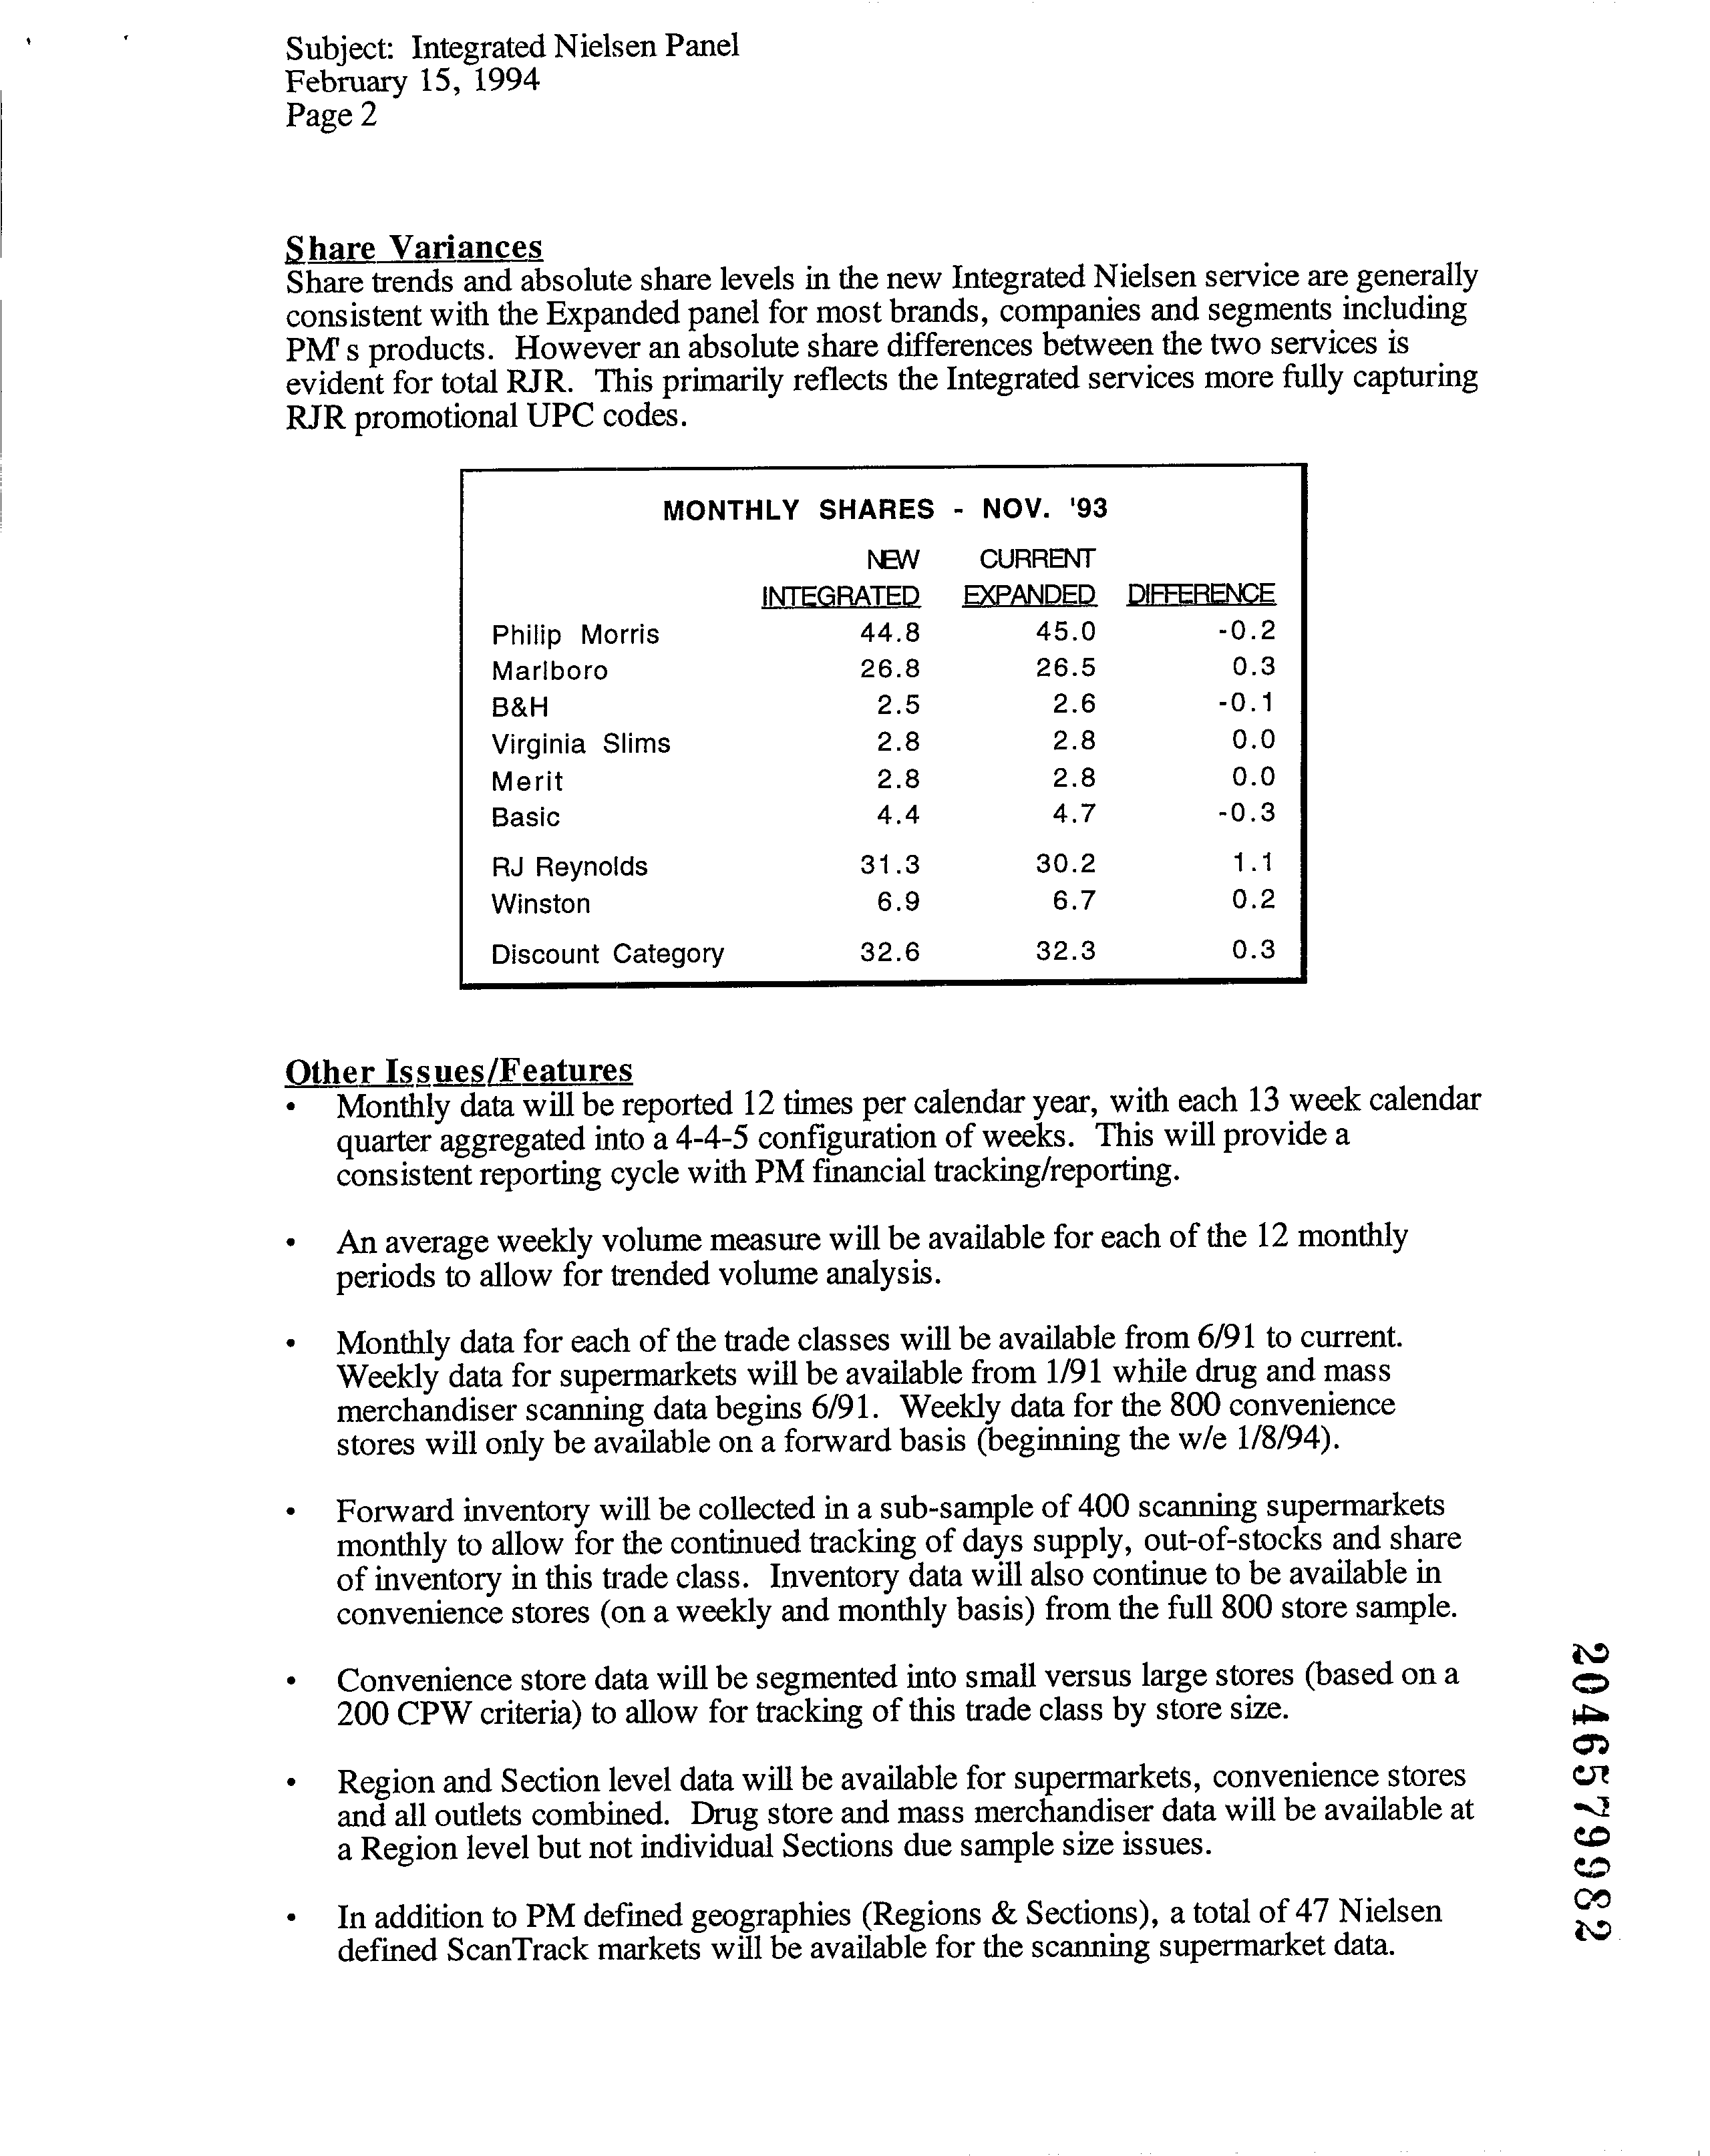 Subject: Integrated Nielsen Panel
February 15, 1994
Page 2
Share Variances
Share trends and absolute share levels in the new Integrated Nielsen service are generally
consistent with the Expanded panel for most brands, companies and segments including
PM's products. However an absolute share differences between the two services is
evident for total RJR. This primarily reflects the Integrated services more fully capturing
RJR promotional UPC codes.
MONTHLY SHARES - NOV. '93
NEW CURRENT
INTEGRATED EXPANDED DIFFERENCE
Philip Morris 44.8 45.0 -0.2
Marlboro 26.8 26.5 0.3
B&H 2.5 2.6 -0.1
Virginia Slims 2.8 2.8 0.0
Merit 2.8 2.8 0.0
Basic 4.4 4.7 -0.3
RJ Reynolds 31.3 30.2 1.1
Winston 6.9 6.7 0.2
Discount Category 32.6 32.3 0.3
Other Issues/Features
• Monthly data will be reported 12 times per calendar year, with each 13 week calendar
quarter aggregated into a 4-4-5 configuration of weeks. This will provide a
consistent reporting cycle with PM financial tracking/reporting.
• An average weekly volume measure will be available for each of the 12 monthly
periods to allow for trended volume analysis.
• Monthly data for each of the trade classes will be available from 6/91 to current.
Weekly data for supermarkets will be available from 1/91 while drug and mass
merchandiser scanning data begins 6/91. Weekly data for the 800 convenience
stores will only be available on a forward basis (beginning the w/e 1/8/94).
• Forward inventory will be collected in a sub-sample of 400 scanning supermarkets
monthly to allow for the continued tracking of days supply, out-of-stocks and share
of inventory in this trade class. Inventory data will also continue to be available in
convenience stores (on a weekly and monthly basis) from the full 800 store sample.
• Convenience store data will be segmented into small versus large stores (based on a
200 CPW criteria) to allow for tracking of this trade class by store size.
• Region and Section level data will be available for supermarkets, convenience stores
and all outlets combined. Drug store and mass merchandiser data will be available at
a Region level but not individual Sections due sample size issues.
• In addition to PM defined geographies (Regions & Sections), a total of 47 Nielsen
defined ScanTrack markets will be available for the scanning supermarket data.
2046579982